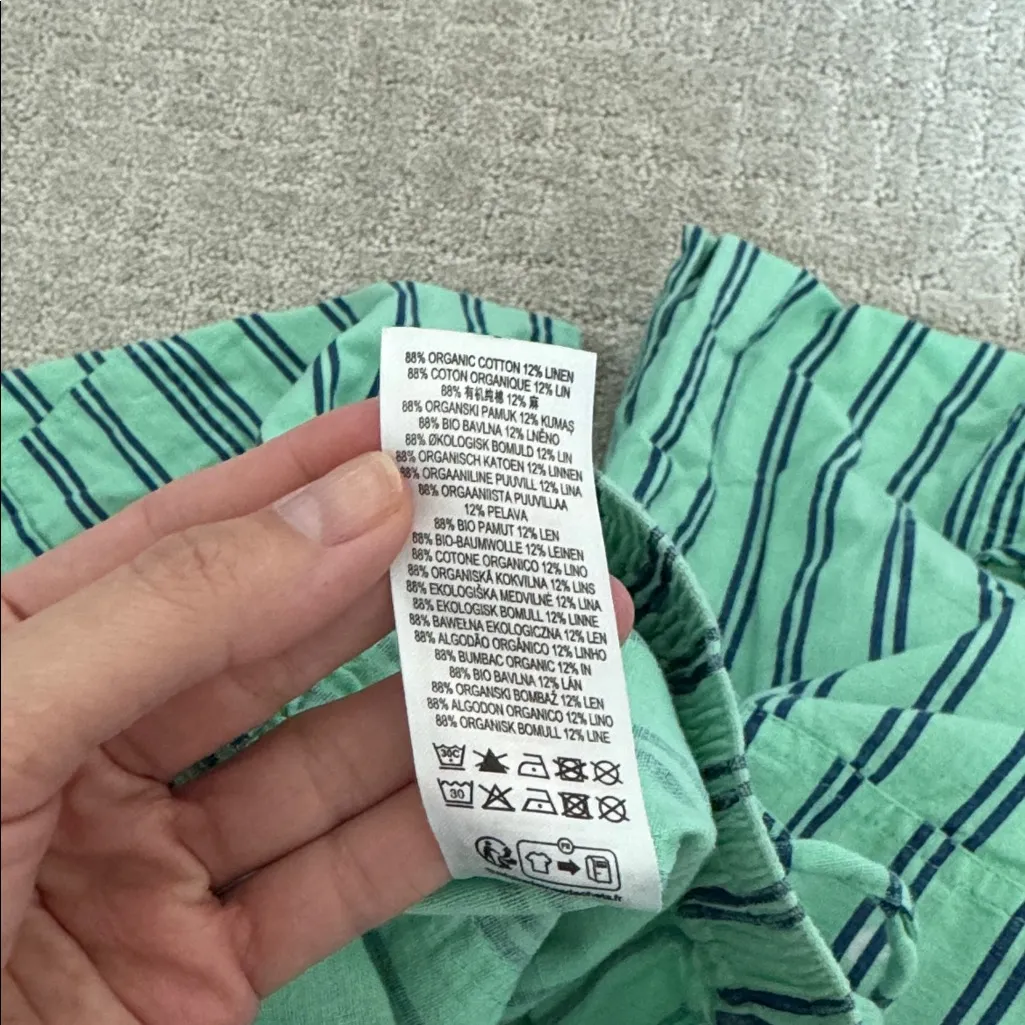 88% ORGANIC COTTON 12% LINEN
88% COTON ORGANIQUE 12% LIN
88% 有机纯棉 12% 麻
88% ORGANSKI PAMUK 12% KUMAŞ
88% BIO BAVLNA 12% LNĚNO
88% ØKOLOGISK BOMULD 12% LIN
88% ORGANISCH KATOEN 12% LINNEN
88% ORGAANILINE PUUVILL 12% LINA
88% ORGAANIISTA PUUVILLAA
12% PELAVA
88% BIO PAMUT 12% LEN
88% BIO-BAUMWOLLE 12% LEINEN
88% COTONE ORGANICO 12% LINO
88% ORGANISKĀ KOKVILNA 12% LINS
88% EKOLOGIŠKA MEDVILNĖ 12% LINA
88% EKOLOGISK BOMULL 12% LINNE
88% BAWEŁNA EKOLOGICZNA 12% LEN
88% ALGODÃO ORGÂNICO 12% LINHO
88% BUMBAC ORGANIC 12% IN
88% BIO BAVLNA 12% LÁN
88% ORGANSKI BOMBAŽ 12% LEN
88% ALGODON ORGANICO 12% LINO
88% ORGANISK BOMULL 12% LINE
30C
30
FR